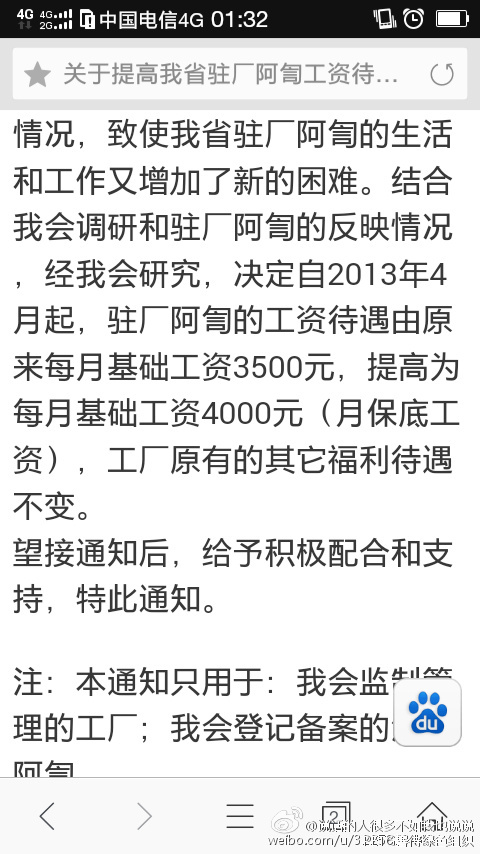 4G 4G 2G 中国电信4G 01:32
关于提高我省驻厂阿訇工资待...
情况，致使我省驻厂阿訇的生活
和工作又增加了新的困难。结合
我会调研和驻厂阿訇的反映情况
，经我会研究，决定自2013年4
月起，驻厂阿訇的工资待遇由原
来每月基础工资3500元，提高为
每月基础工资4000元（月保底工
资），工厂原有的其它福利待遇
不变。
望接通知后，给予积极配合和支
持，特此通知。
注：本通知只用于：我会监制管
理的工厂；我会登记备案的
du
阿訇
2
weibo.com/u/